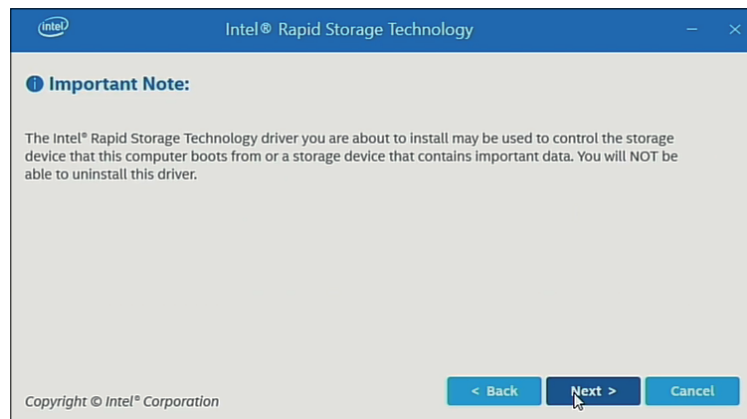 intel
Intel® Rapid Storage Technology
Important Note:
The Intel® Rapid Storage Technology driver you are about to install may be used to control the storage
device that this computer boots from or a storage device that contains important data. You will NOT be
able to uninstall this driver.
< Back
Next >
Cancel
Copyright © Intel® Corporation